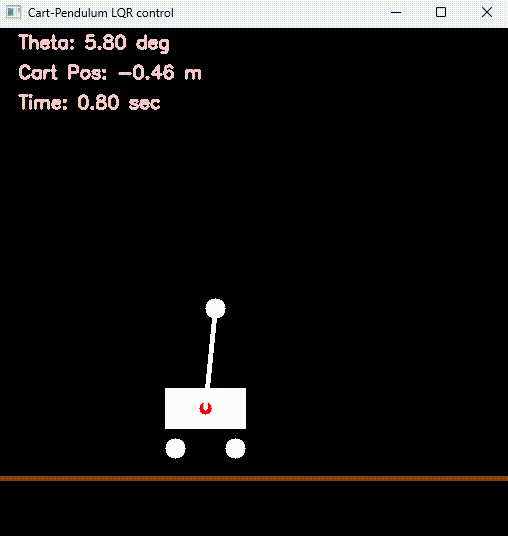 Cart-Pendulum LQR control
Theta: 5.80 deg
Cart Pos: -0.46 m
Time: 0.80 sec